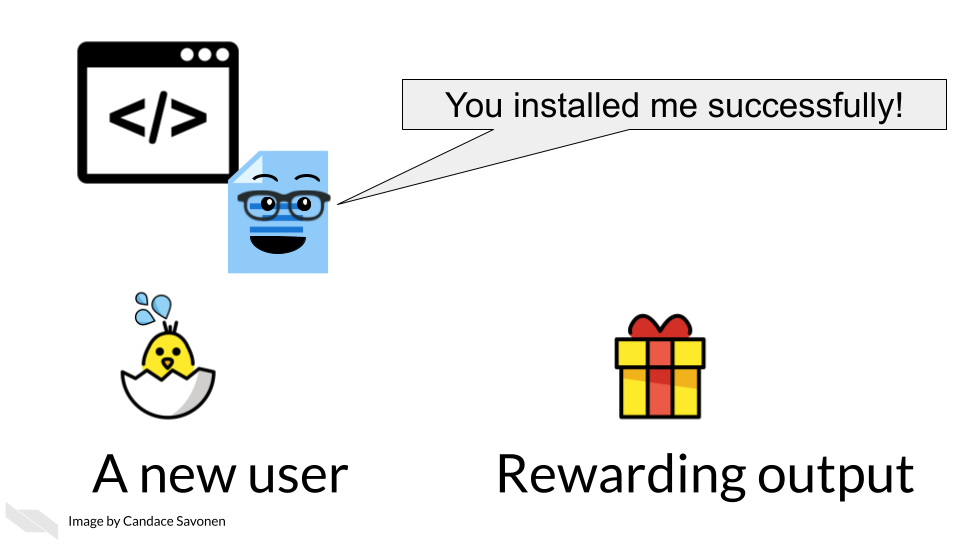 </>
You installed me successfully!
A new user
Rewarding output
Image by Candace Savonen